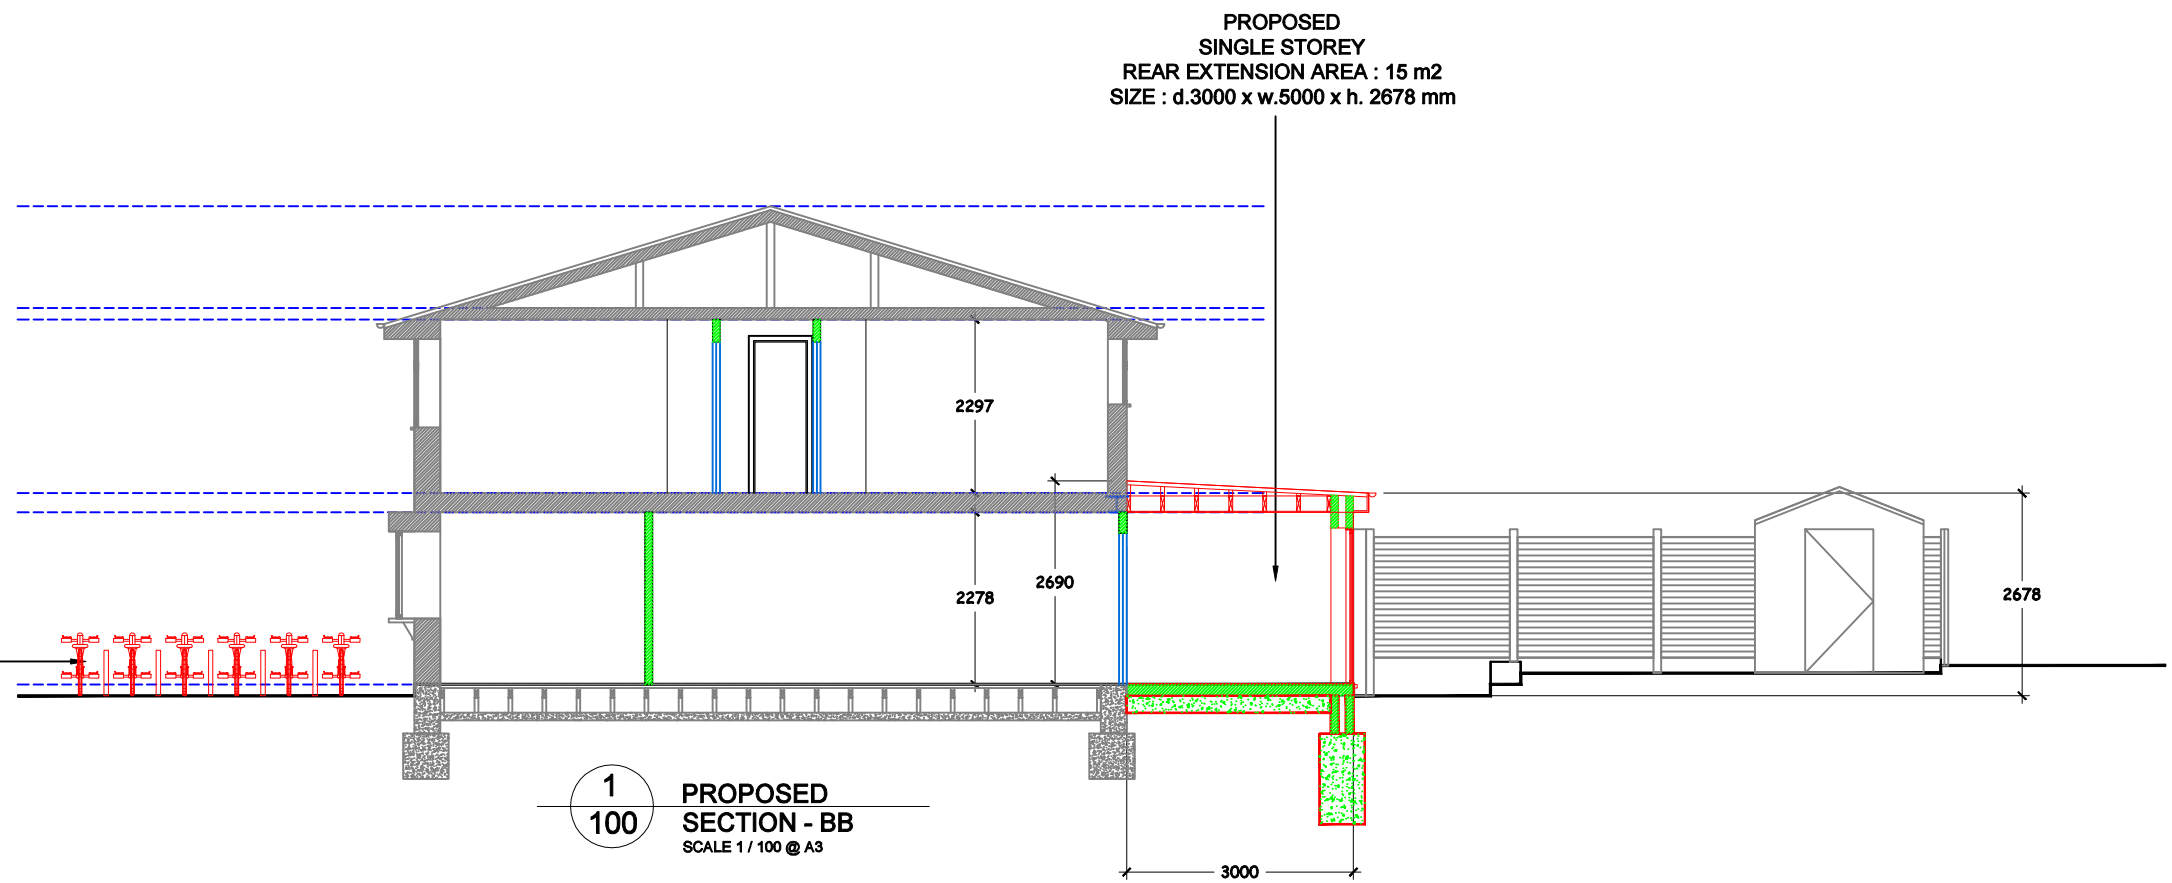 PROPOSED
SINGLE STOREY
REAR EXTENSION AREA : 15 m2
SIZE : d.3000 x w.5000 x h. 2678 mm
2297
2690
2278
2678
3000
1
100
PROPOSED
SECTION - BB
SCALE 1 / 100 @ A3